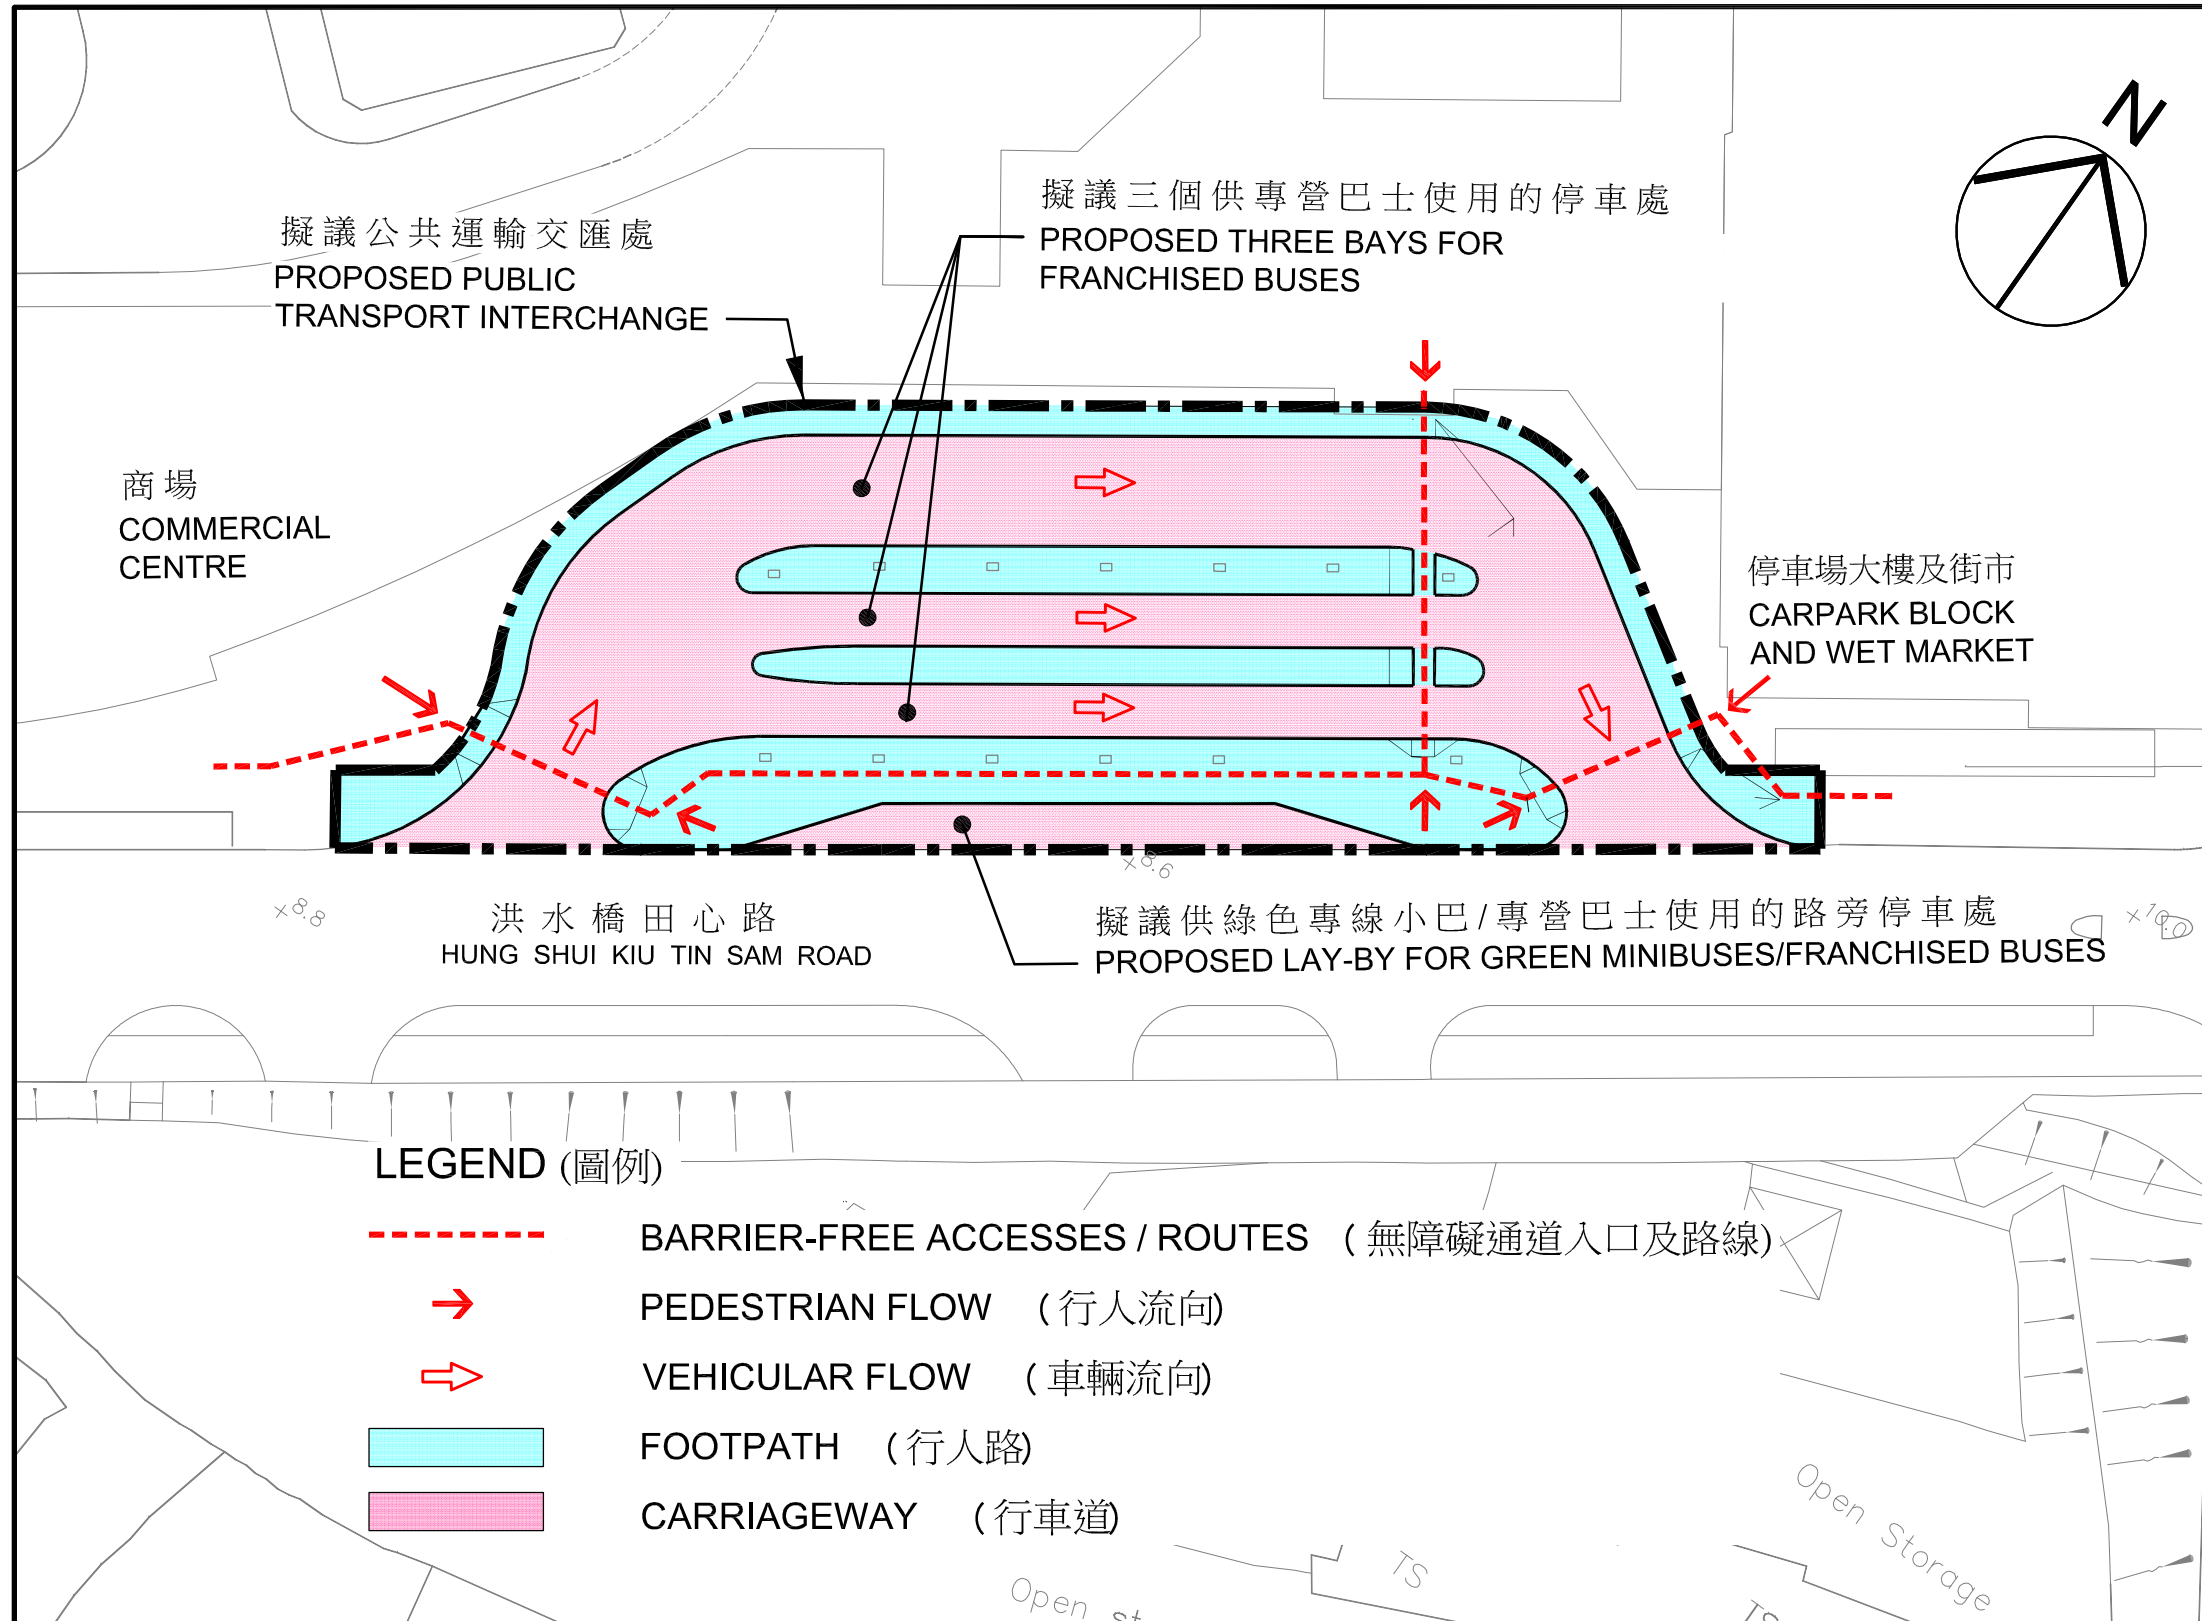 N
擬議三個供專營巴士使用的停車處
PROPOSED THREE BAYS FOR
FRANCHISED BUSES
擬議公共運輸交匯處
PROPOSED PUBLIC
TRANSPORT INTERCHANGE
商場
COMMERCIAL
CENTRE
停車場大樓及街市
CARPARK BLOCK
AND WET MARKET
+8.6
+8.8
+10.0
洪水橋田心路
HUNG SHUI KIU TIN SAM ROAD
擬議供綠色專線小巴/專營巴士使用的路旁停車處
PROPOSED LAY-BY FOR GREEN MINIBUSES/FRANCHISED BUSES
LEGEND (圖例)
BARRIER-FREE ACCESSES / ROUTES (無障礙通道入口及路線)
PEDESTRIAN FLOW (行人流向)
VEHICULAR FLOW (車輛流向)
FOOTPATH (行人路)
CARRIAGEWAY (行車道)
Open Storage
TS
Open st
TS